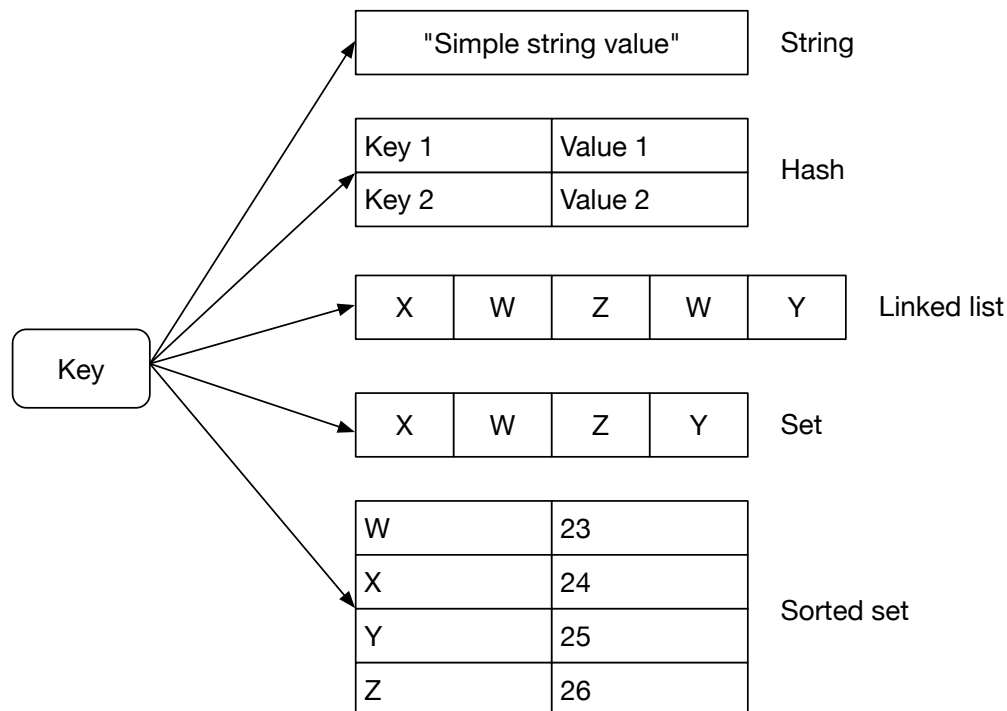 "Simple string value" String
Key 1 Value 1
Key 2 Value 2
Hash
X W Z W Y Linked list
Key
X W Z Y Set
W 23
X 24
Y 25
Z 26
Sorted set